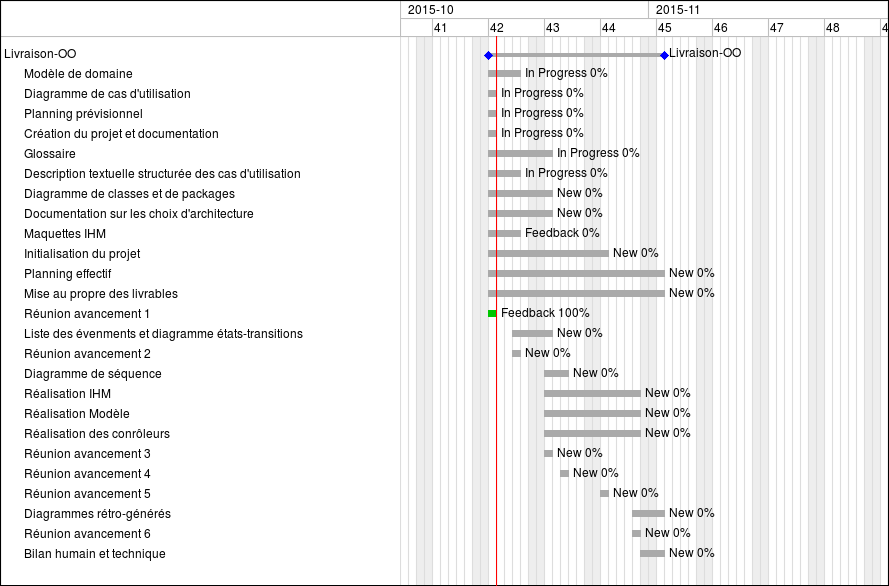 2015-10 2015-11
41 42 43 44 45 46 47 48 4
Livraison-OO Livraison-OO
Modèle de domaine In Progress 0%
Diagramme de cas d'utilisation In Progress 0%
Planning prévisionnel In Progress 0%
Création du projet et documentation In Progress 0%
Glossaire In Progress 0%
Description textuelle structurée des cas d'utilisation In Progress 0%
Diagramme de classes et de packages New 0%
Documentation sur les choix d'architecture New 0%
Maquettes IHM Feedback 0%
Initialisation du projet New 0%
Planning effectif New 0%
Mise au propre des livrables New 0%
Réunion avancement 1 Feedback 100%
Liste des évenments et diagramme états-transitions New 0%
Réunion avancement 2 New 0%
Diagramme de séquence New 0%
Réalisation IHM New 0%
Réalisation Modèle New 0%
Réalisation des conrôleurs New 0%
Réunion avancement 3 New 0%
Réunion avancement 4 New 0%
Réunion avancement 5 New 0%
Diagrammes rétro-générés New 0%
Réunion avancement 6 New 0%
Bilan humain et technique New 0%